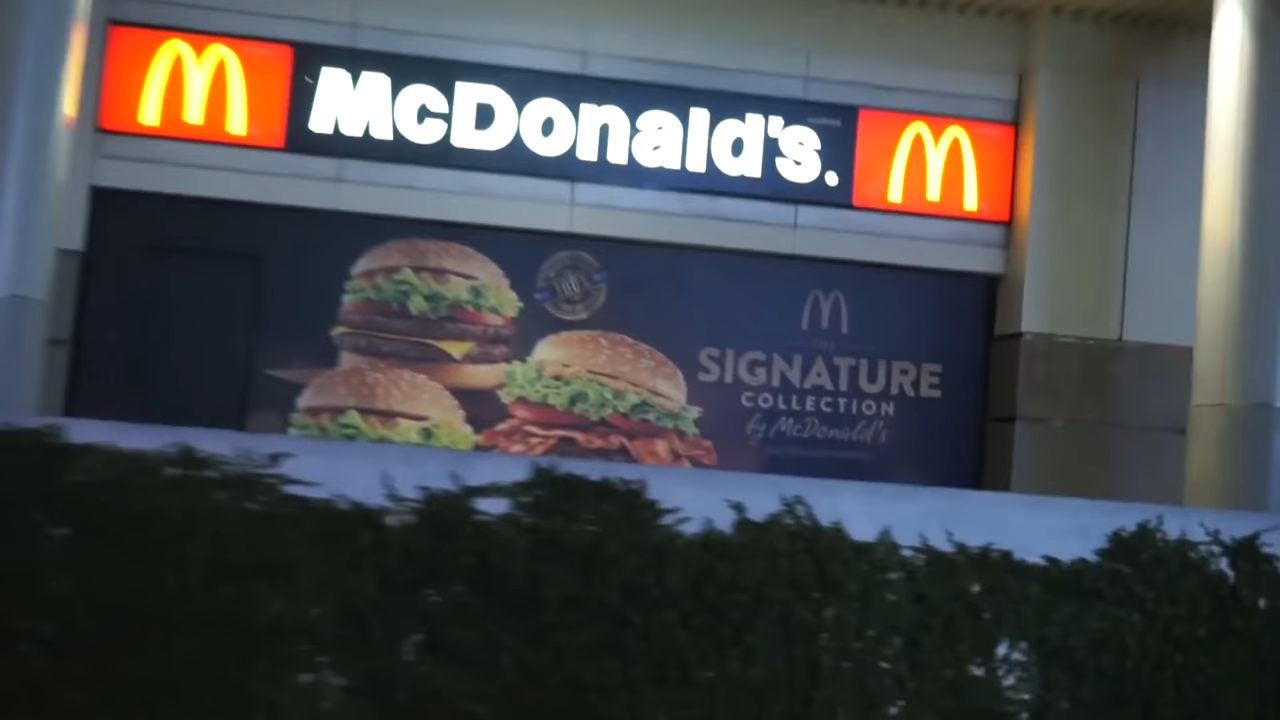 McDonald's.
THE
SIGNATURE
COLLECTION
by McDonald's